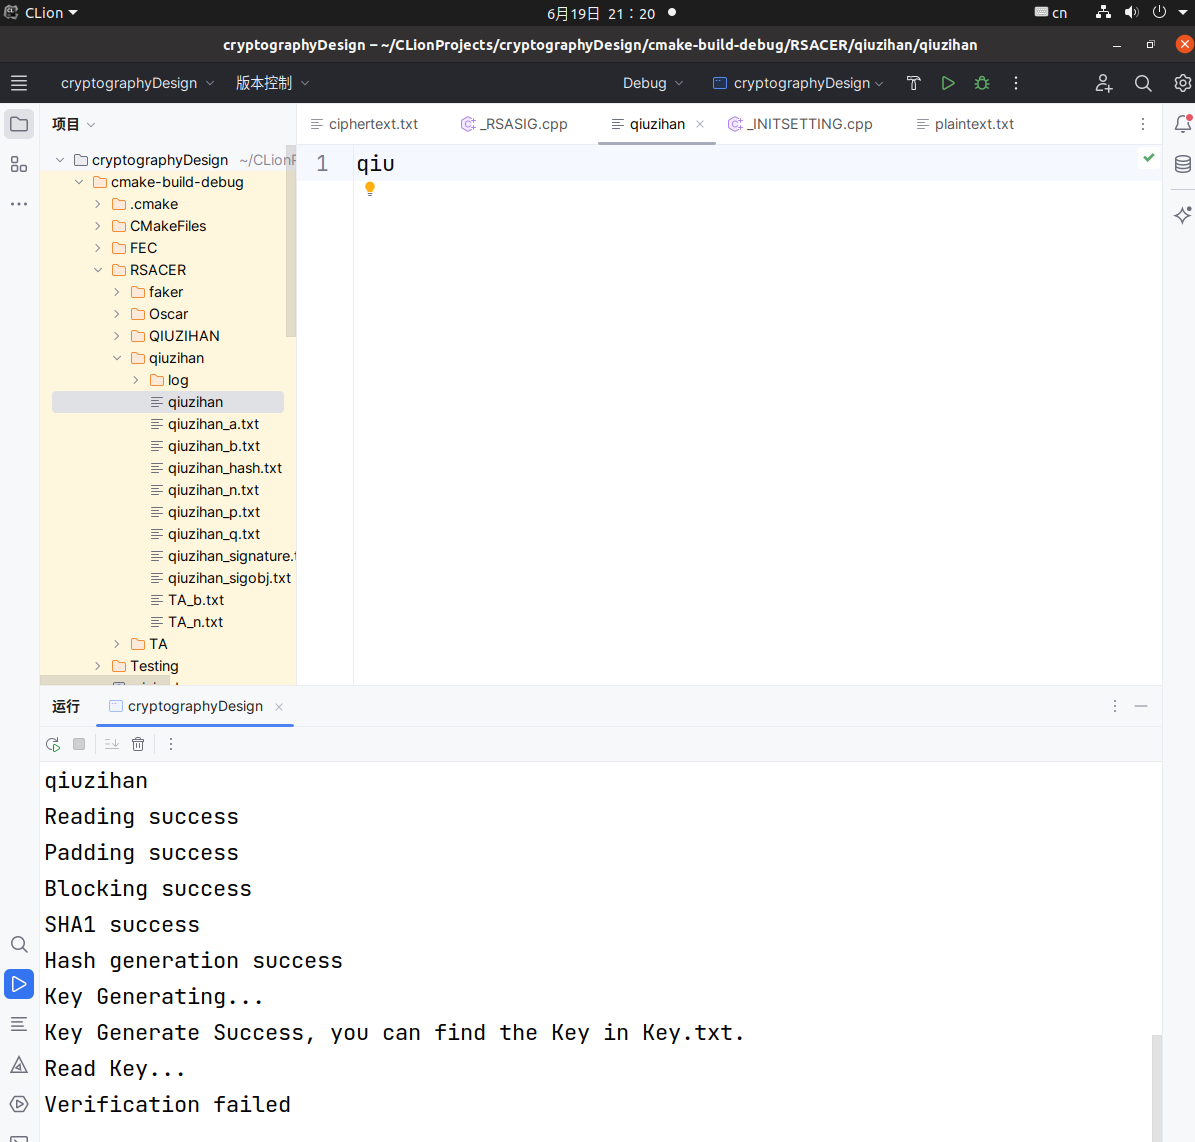 CLion
6月19日 21：20
cn
cryptographyDesign – ~/CLionProjects/cryptographyDesign/cmake-build-debug/RSACER/qiuzihan/qiuzihan
cryptographyDesign
版本控制
Debug
cryptographyDesign
项目
ciphertext.txt
_RSASIG.cpp
qiuzihan
_INITSETTING.cpp
plaintext.txt
cryptographyDesign ~/CLionP
cmake-build-debug
.cmake
CMakeFiles
FEC
RSACER
faker
Oscar
QIUZIHAN
qiuzihan
log
qiuzihan
qiuzihan_a.txt
qiuzihan_b.txt
qiuzihan_hash.txt
qiuzihan_n.txt
qiuzihan_p.txt
qiuzihan_q.txt
qiuzihan_signature.t
qiuzihan_sigobj.txt
TA_b.txt
TA_n.txt
TA
Testing
1 qiu
运行
cryptographyDesign
qiuzihan
Reading success
Padding success
Blocking success
SHA1 success
Hash generation success
Key Generating...
Key Generate Success, you can find the Key in Key.txt.
Read Key...
Verification failed